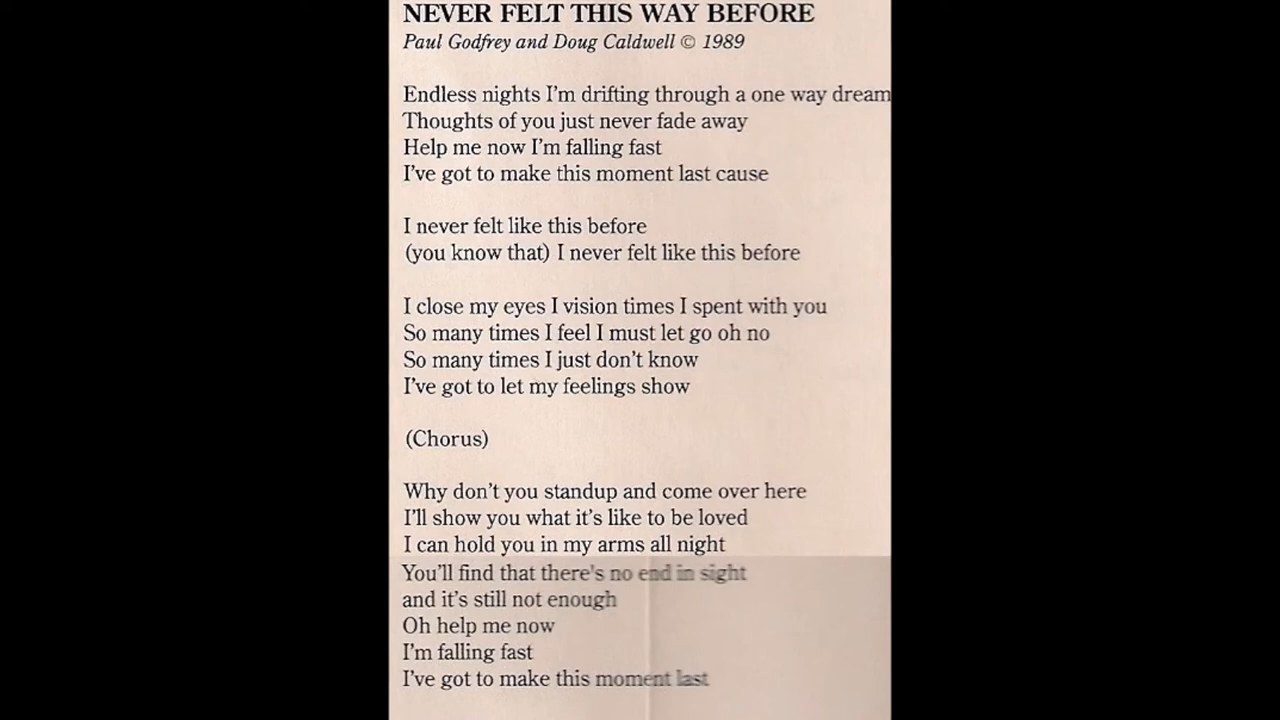 NEVER FELT THIS WAY BEFORE
Paul Godfrey and Doug Caldwell © 1989
Endless nights I'm drifting through a one way dream
Thoughts of you just never fade away
Help me now I'm falling fast
I've got to make this moment last cause
I never felt like this before
(you know that) I never felt like this before
I close my eyes I vision times I spent with you
So many times I feel I must let go oh no
So many times I just don't know
I've got to let my feelings show
(Chorus)
Why don't you standup and come over here
I'll show you what it's like to be loved
I can hold you in my arms all night
You'll find that there's no end in sight
and it's still not enough
Oh help me now
I'm falling fast
I've got to make this moment last